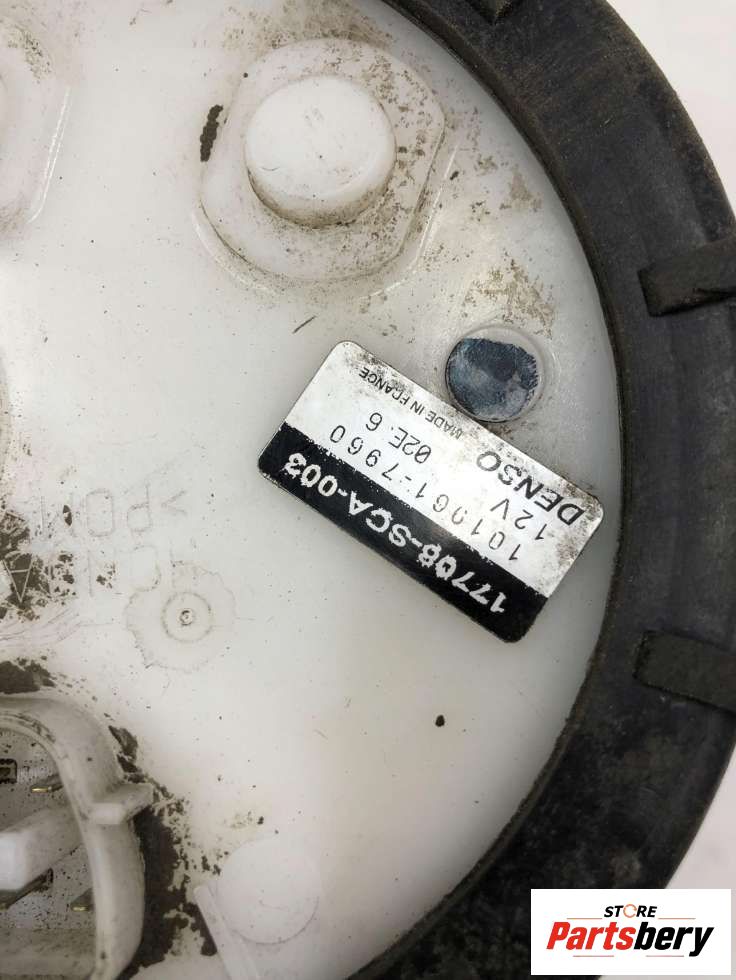 DENSO MADE IN FRANCE
12V 02E.6
101961-7960
17708-SCA-003
STORE
Partsbery